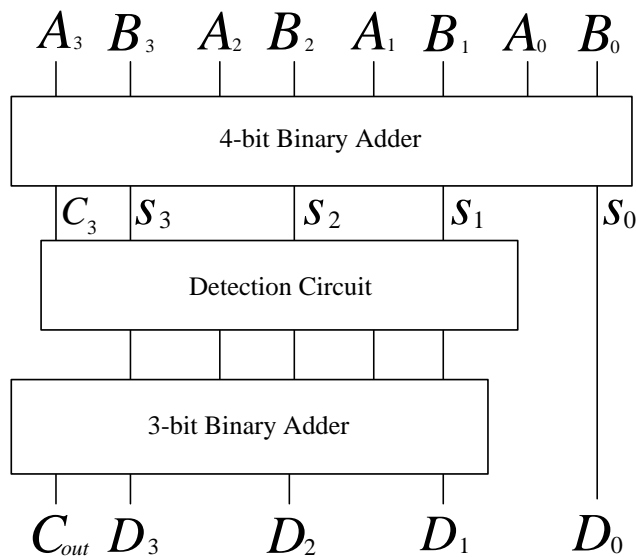 A₃ B₃ A₂ B₂ A₁ B₁ A₀ B₀
4-bit Binary Adder
C₃ S₃ S₂ S₁ S₀
Detection Circuit
3-bit Binary Adder
Cout D₃ D₂ D₁ D₀